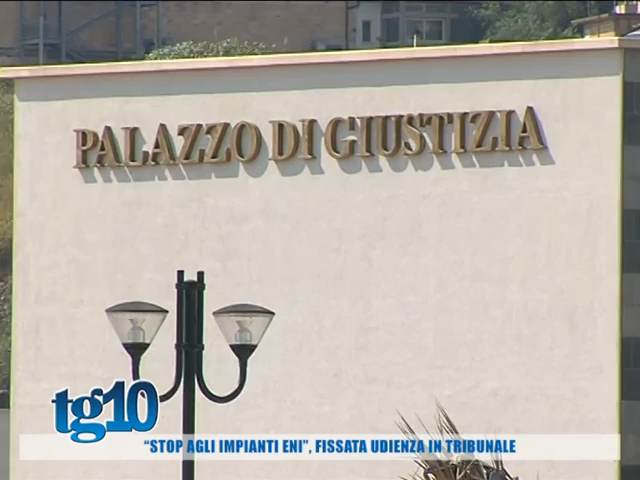 PALAZZO DI GIUSTIZIA
tg10
“STOP AGLI IMPIANTI ENI”, FISSATA UDIENZA IN TRIBUNALE